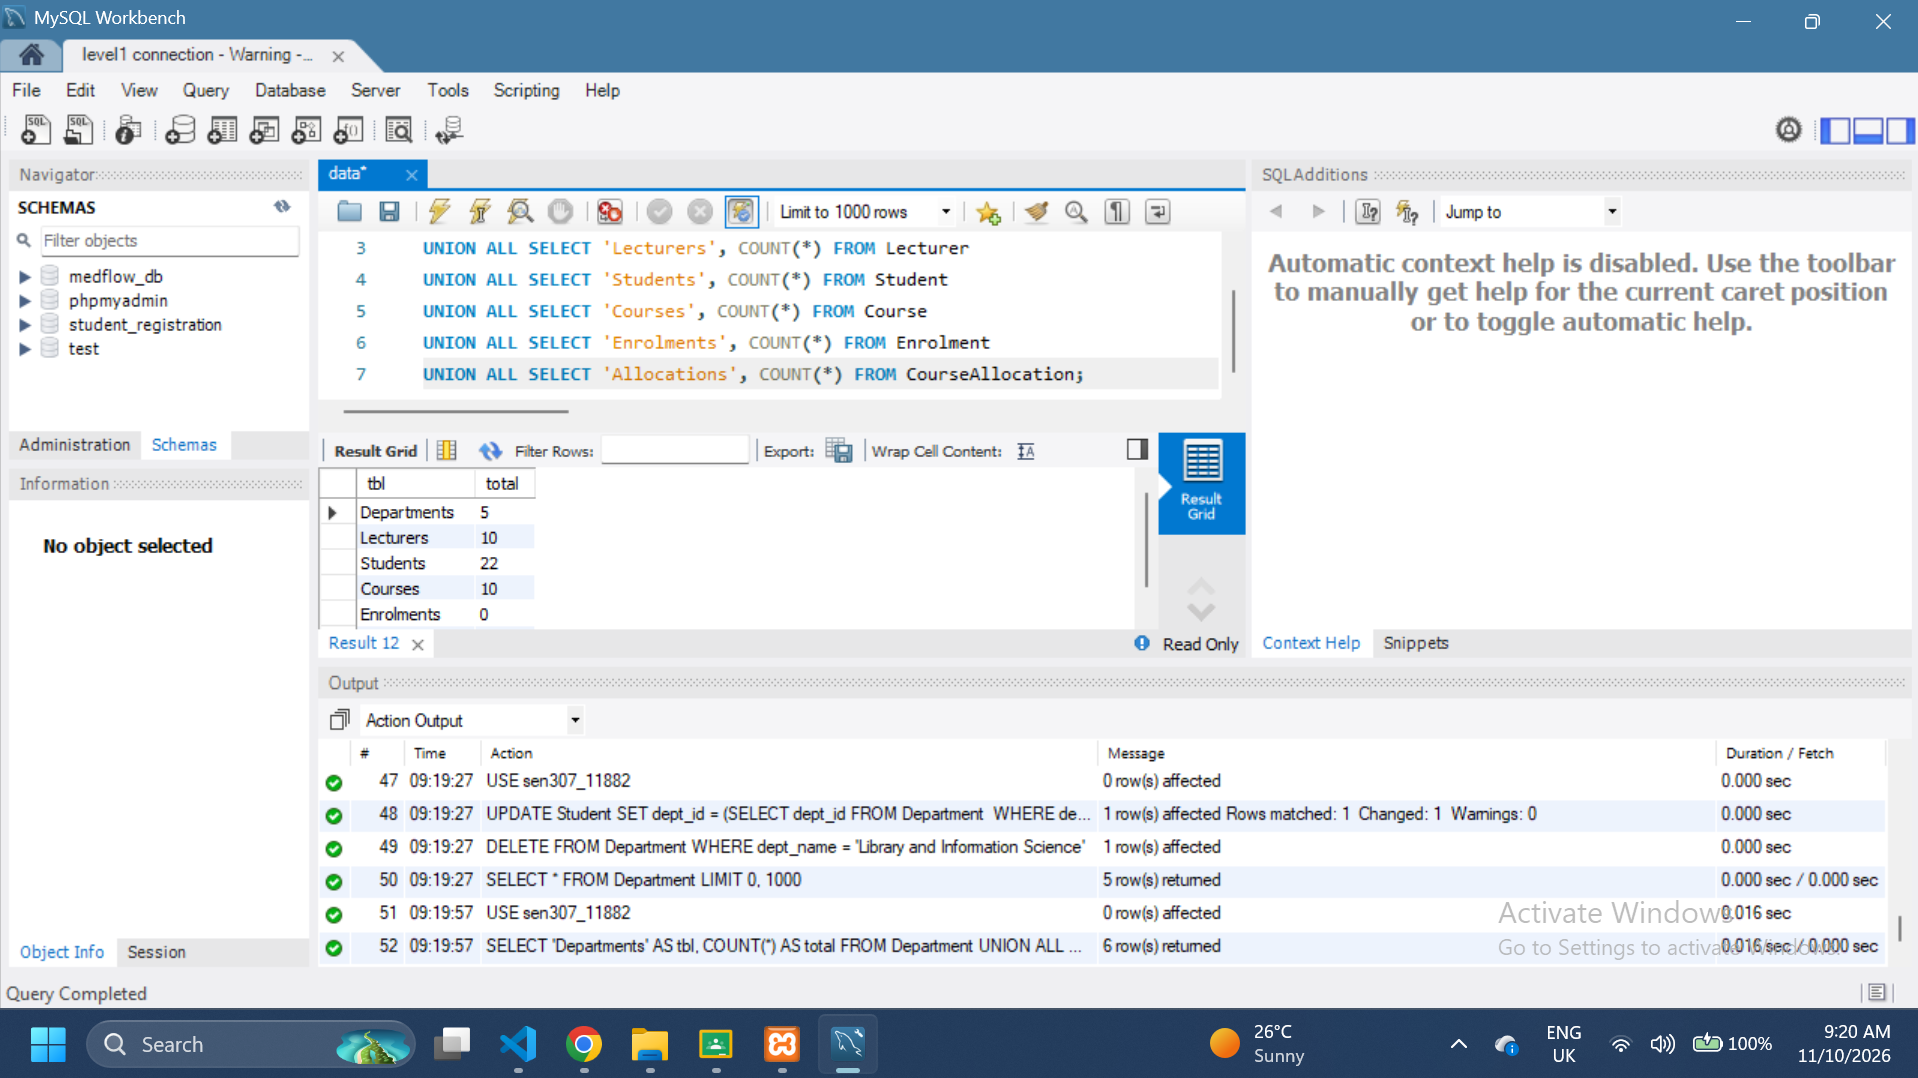 MySQL Workbench
level1 connection - Warning -...
File Edit View Query Database Server Tools Scripting Help
Navigator
SCHEMAS
Filter objects
medflow_db
phpmyadmin
student_registration
test
Administration Schemas
Information
No object selected
Object Info Session
data*
Limit to 1000 rows
3 UNION ALL SELECT 'Lecturers', COUNT(*) FROM Lecturer
4 UNION ALL SELECT 'Students', COUNT(*) FROM Student
5 UNION ALL SELECT 'Courses', COUNT(*) FROM Course
6 UNION ALL SELECT 'Enrolments', COUNT(*) FROM Enrolment
7 UNION ALL SELECT 'Allocations', COUNT(*) FROM CourseAllocation;
Result Grid Filter Rows: Export: Wrap Cell Content:
tbl total
Departments 5
Lecturers 10
Students 22
Courses 10
Enrolments 0
Result
Grid
Result 12 Read Only
SQLAdditions
Jump to
Automatic context help is disabled. Use the toolbar
to manually get help for the current caret position
or to toggle automatic help.
Context Help Snippets
Output
Action Output
# Time Action Message Duration / Fetch
47 09:19:27 USE sen307_11882 0 row(s) affected 0.000 sec
48 09:19:27 UPDATE Student SET dept_id = (SELECT dept_id FROM Department WHERE de... 1 row(s) affected Rows matched: 1 Changed: 1 Warnings: 0 0.000 sec
49 09:19:27 DELETE FROM Department WHERE dept_name = 'Library and Information Science' 1 row(s) affected 0.000 sec
50 09:19:27 SELECT * FROM Department LIMIT 0, 1000 5 row(s) returned 0.000 sec / 0.000 sec
51 09:19:57 USE sen307_11882 0 row(s) affected 0.016 sec
52 09:19:57 SELECT 'Departments' AS tbl, COUNT(*) AS total FROM Department UNION ALL ... 6 row(s) returned 0.016 sec / 0.000 sec
Activate Windows
Go to Settings to activate Windows.
Query Completed
Search
26°C
Sunny
ENG
UK
100%
9:20 AM
11/10/2026